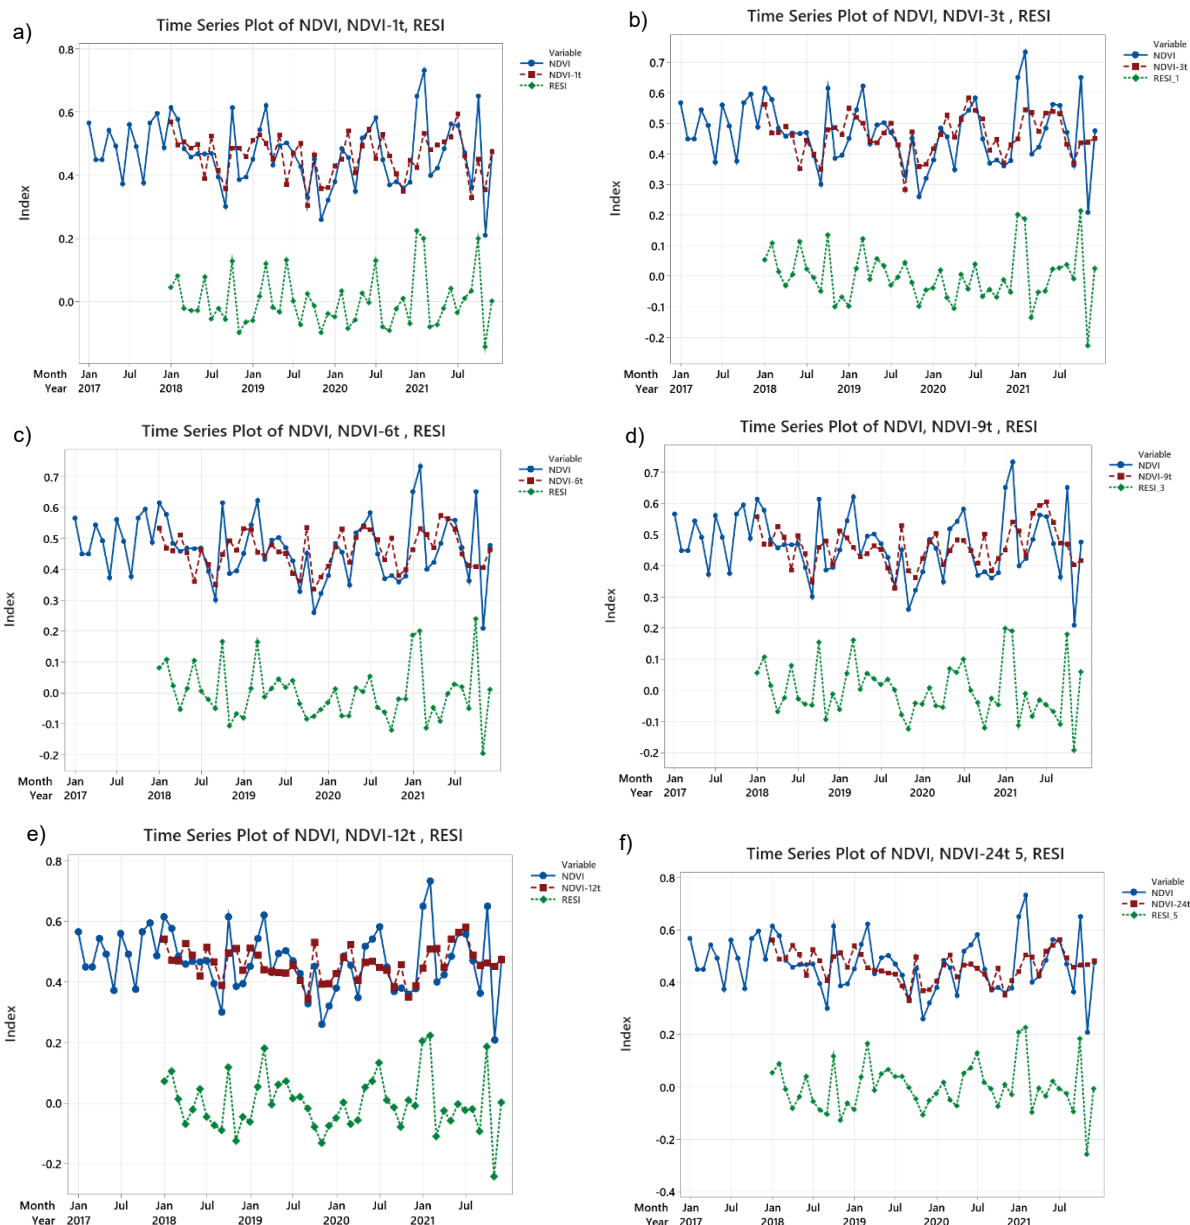 a)
Time Series Plot of NDVI, NDVI-1t, RESI
Variable
NDVI
NDVI-1t
RESI
0.8
0.6
0.4
0.2
0.0
Index
Month Jan Jul Jan Jul Jan Jul Jan Jul Jan Jul
Year 2017 2018 2019 2020 2021
b)
Time Series Plot of NDVI, NDVI-3t , RESI
Variable
NDVI
NDVI-3t
RESI_1
0.7
0.6
0.5
0.4
0.3
0.2
0.1
0.0
-0.1
-0.2
Index
Month Jan Jul Jan Jul Jan Jul Jan Jul Jan Jul
Year 2017 2018 2019 2020 2021
c)
Time Series Plot of NDVI, NDVI-6t , RESI
Variable
NDVI
NDVI-6t
RESI
0.7
0.6
0.5
0.4
0.3
0.2
0.1
0.0
-0.1
-0.2
Index
Month Jan Jul Jan Jul Jan Jul Jan Jul Jan Jul
Year 2017 2018 2019 2020 2021
d)
Time Series Plot of NDVI, NDVI-9t , RESI
Variable
NDVI
NDVI-9t
RESI_3
0.7
0.6
0.5
0.4
0.3
0.2
0.1
0.0
-0.1
-0.2
Index
Month Jan Jul Jan Jul Jan Jul Jan Jul Jan Jul
Year 2017 2018 2019 2020 2021
e)
Time Series Plot of NDVI, NDVI-12t , RESI
Variable
NDVI
NDVI-12t
RESI
0.8
0.6
0.4
0.2
0.0
-0.2
Index
Month Jan Jul Jan Jul Jan Jul Jan Jul Jan Jul
Year 2017 2018 2019 2020 2021
f)
Time Series Plot of NDVI, NDVI-24t 5, RESI
Variable
NDVI
NDVI-24t
RESI_5
0.8
0.6
0.4
0.2
0.0
-0.2
-0.4
Index
Month Jan Jul Jan Jul Jan Jul Jan Jul Jan Jul
Year 2017 2018 2019 2020 2021